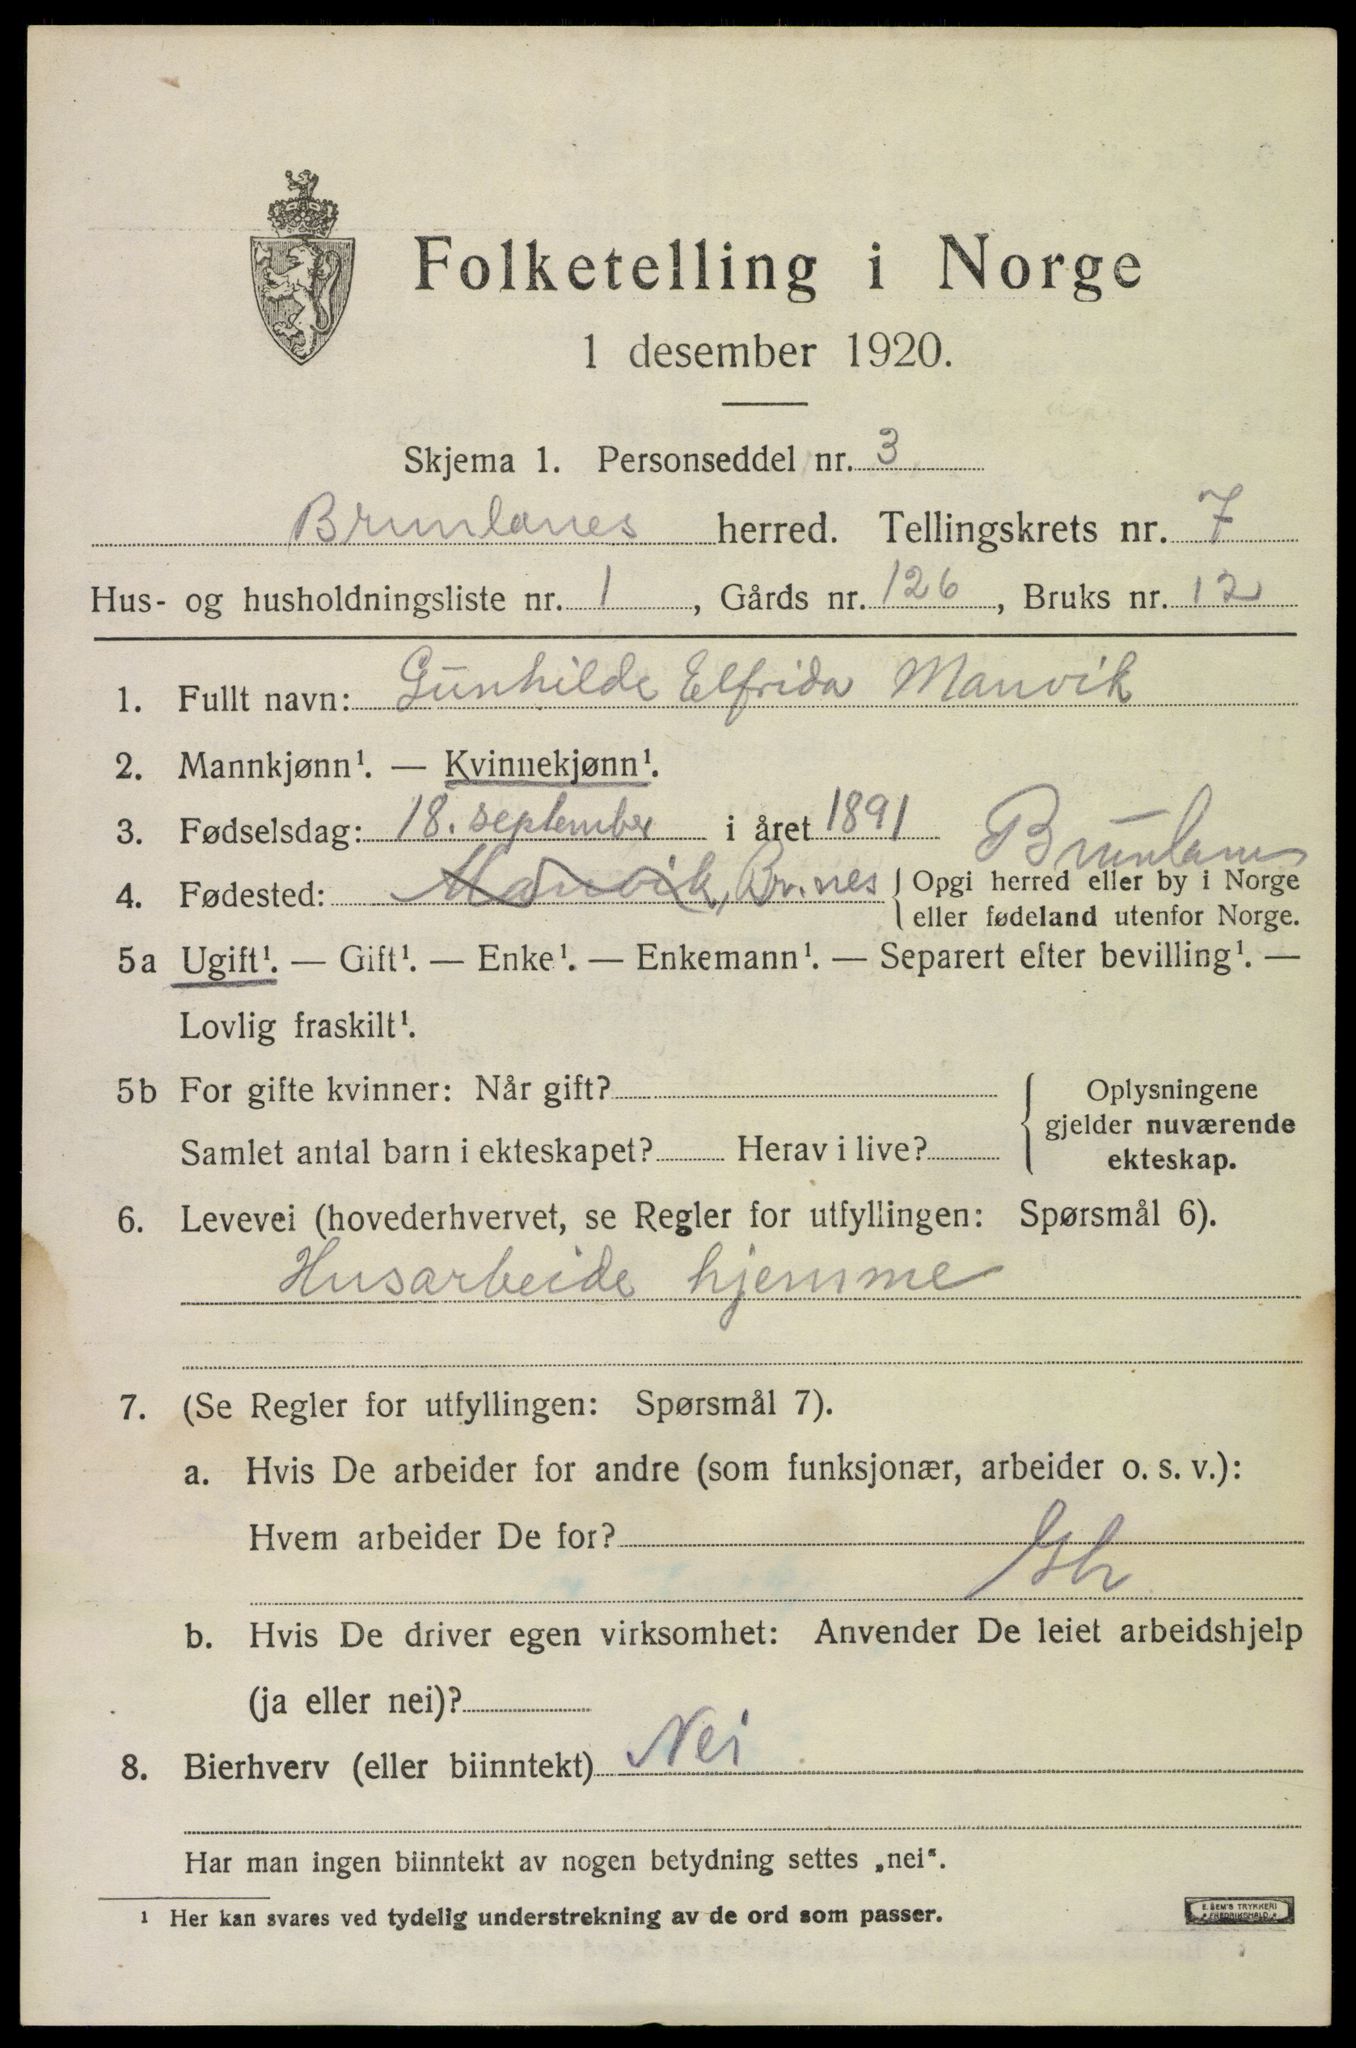 Folketelling i Norge
1 desember 1920.
Skjema 1. Personseddel nr. 3
Brunlanes herred. Tellingskrets nr. 7
Hus- og husholdningsliste nr. 1, Gårds nr. 126, Bruks nr. 12
1. Fullt navn: Gunhilde Elfrida Manvik
2. Mannkjønn¹. — Kvinnekjønn¹.
3. Fødselsdag: 18. september i året 1891
Brunlanes
4. Fødested: Manvik, Br.nes { Opgi herred eller by i Norge
eller fødeland utenfor Norge.
5a Ugift¹. — Gift¹. — Enke¹. — Enkemann¹. — Separert efter bevilling¹. —
Lovlig fraskilt¹.
5b For gifte kvinner: Når gift?
Samlet antal barn i ekteskapet? Herav i live?
{ Oplysningene
gjelder nuværende
ekteskap.
6. Levevei (hovederhvervet, se Regler for utfyllingen: Spørsmål 6).
Husarbeide hjemme
7. (Se Regler for utfyllingen: Spørsmål 7).
a. Hvis De arbeider for andre (som funksjonær, arbeider o. s. v.):
Hvem arbeider De for?
b. Hvis De driver egen virksomhet: Anvender De leiet arbeidshjelp
(ja eller nei)?
8. Bierhverv (eller biinntekt) Nei
Har man ingen biinntekt av nogen betydning settes „nei“.
¹ Her kan svares ved tydelig understrekning av de ord som passer.
E. SEM'S TRYKKERI
FREDRIKSHALD